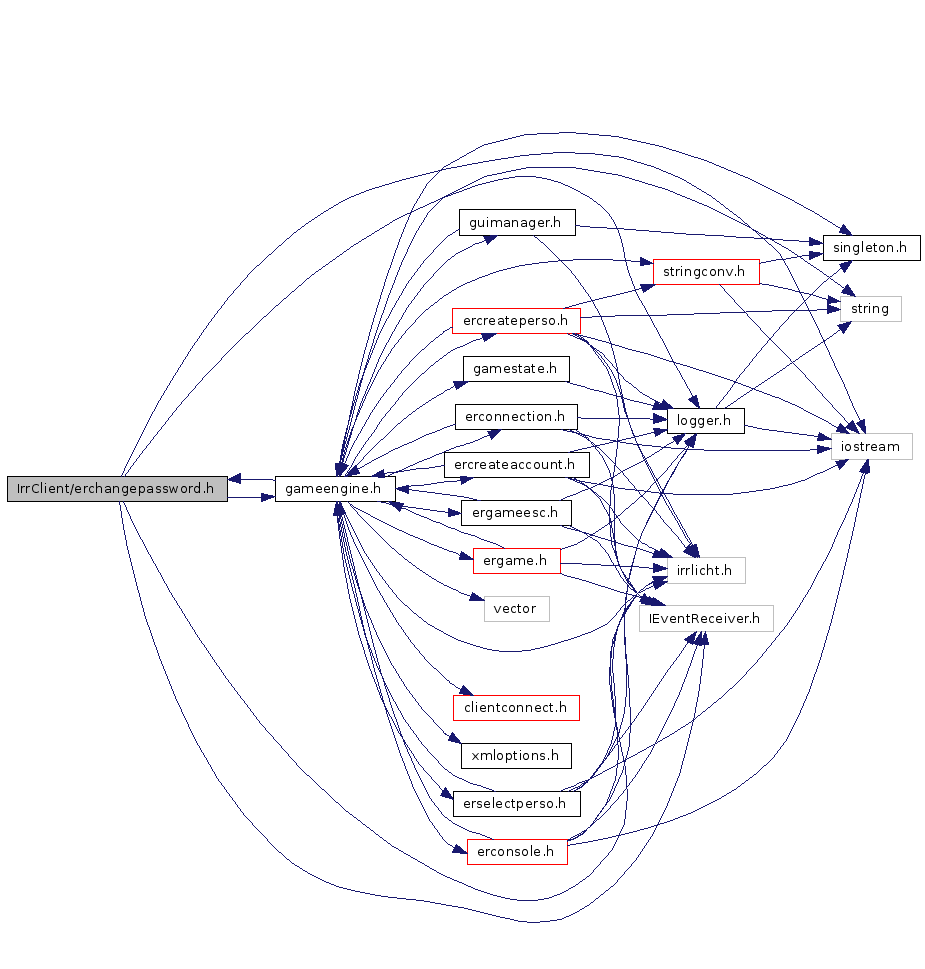 guimanager.h
singleton.h
stringconv.h
string
ercreateperso.h
gamestate.h
erconnection.h
logger.h
iostream
ercreateaccount.h
IrrClient/erchangepassword.h
gameengine.h
ergameesc.h
ergame.h
irrlicht.h
vector
IEventReceiver.h
clientconnect.h
xmloptions.h
erselectperso.h
erconsole.h